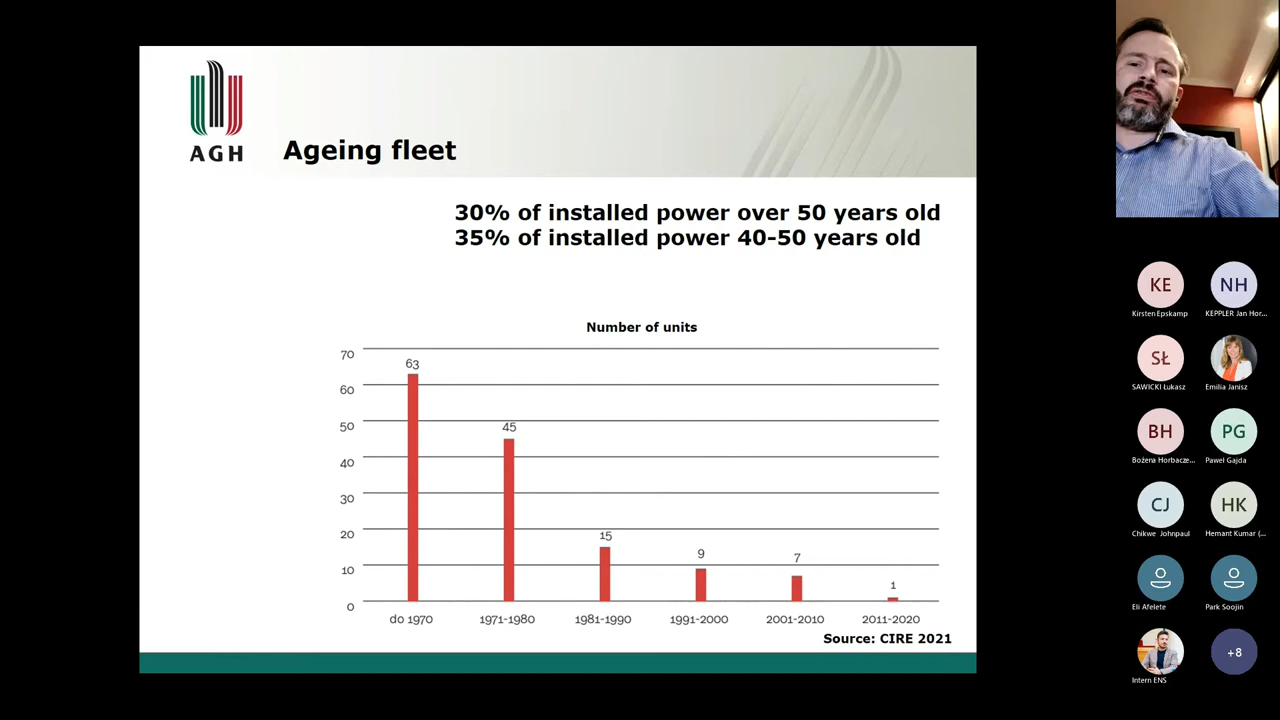 AGH
Ageing fleet
30% of installed power over 50 years old
35% of installed power 40-50 years old
Number of units
70
60
50
40
30
20
10
0
63
45
15
9
7
1
do 1970
1971-1980
1981-1990
1991-2000
2001-2010
2011-2020
Source: CIRE 2021
KE
Kirsten Epskamp
NH
KEPPLER Jan Hor...
SŁ
SAWICKI Łukasz
Emilia Janisz
BH
Bożena Horbacze...
PG
Paweł Gajda
CJ
Chikwe Johnpaul
HK
Hemant Kumar (...
Eli Afelete
Park Soojin
Intern ENS
+8